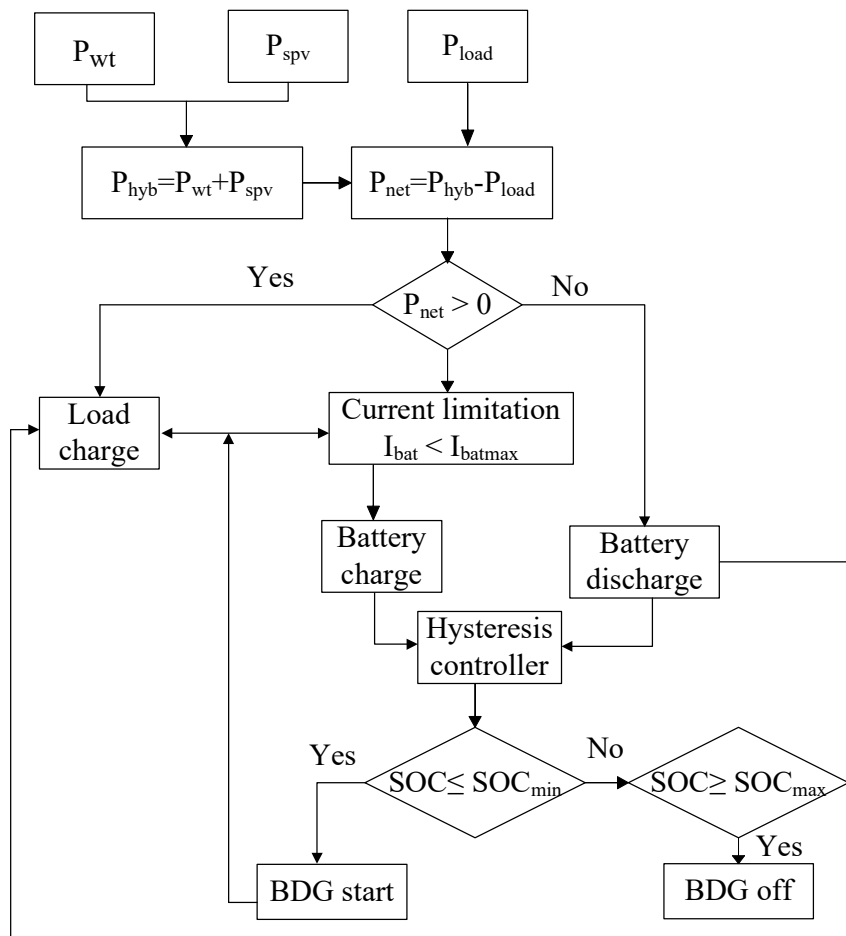 P_wt
P_spv
P_load
P_hyb=P_wt+P_spv
P_net=P_hyb-P_load
Yes
P_net > 0
No
Load
charge
Current limitation
I_bat < I_batmax
Battery
charge
Battery
discharge
Hysteresis
controller
Yes
SOC≤ SOC_min
No
SOC≥ SOC_max
Yes
BDG start
BDG off